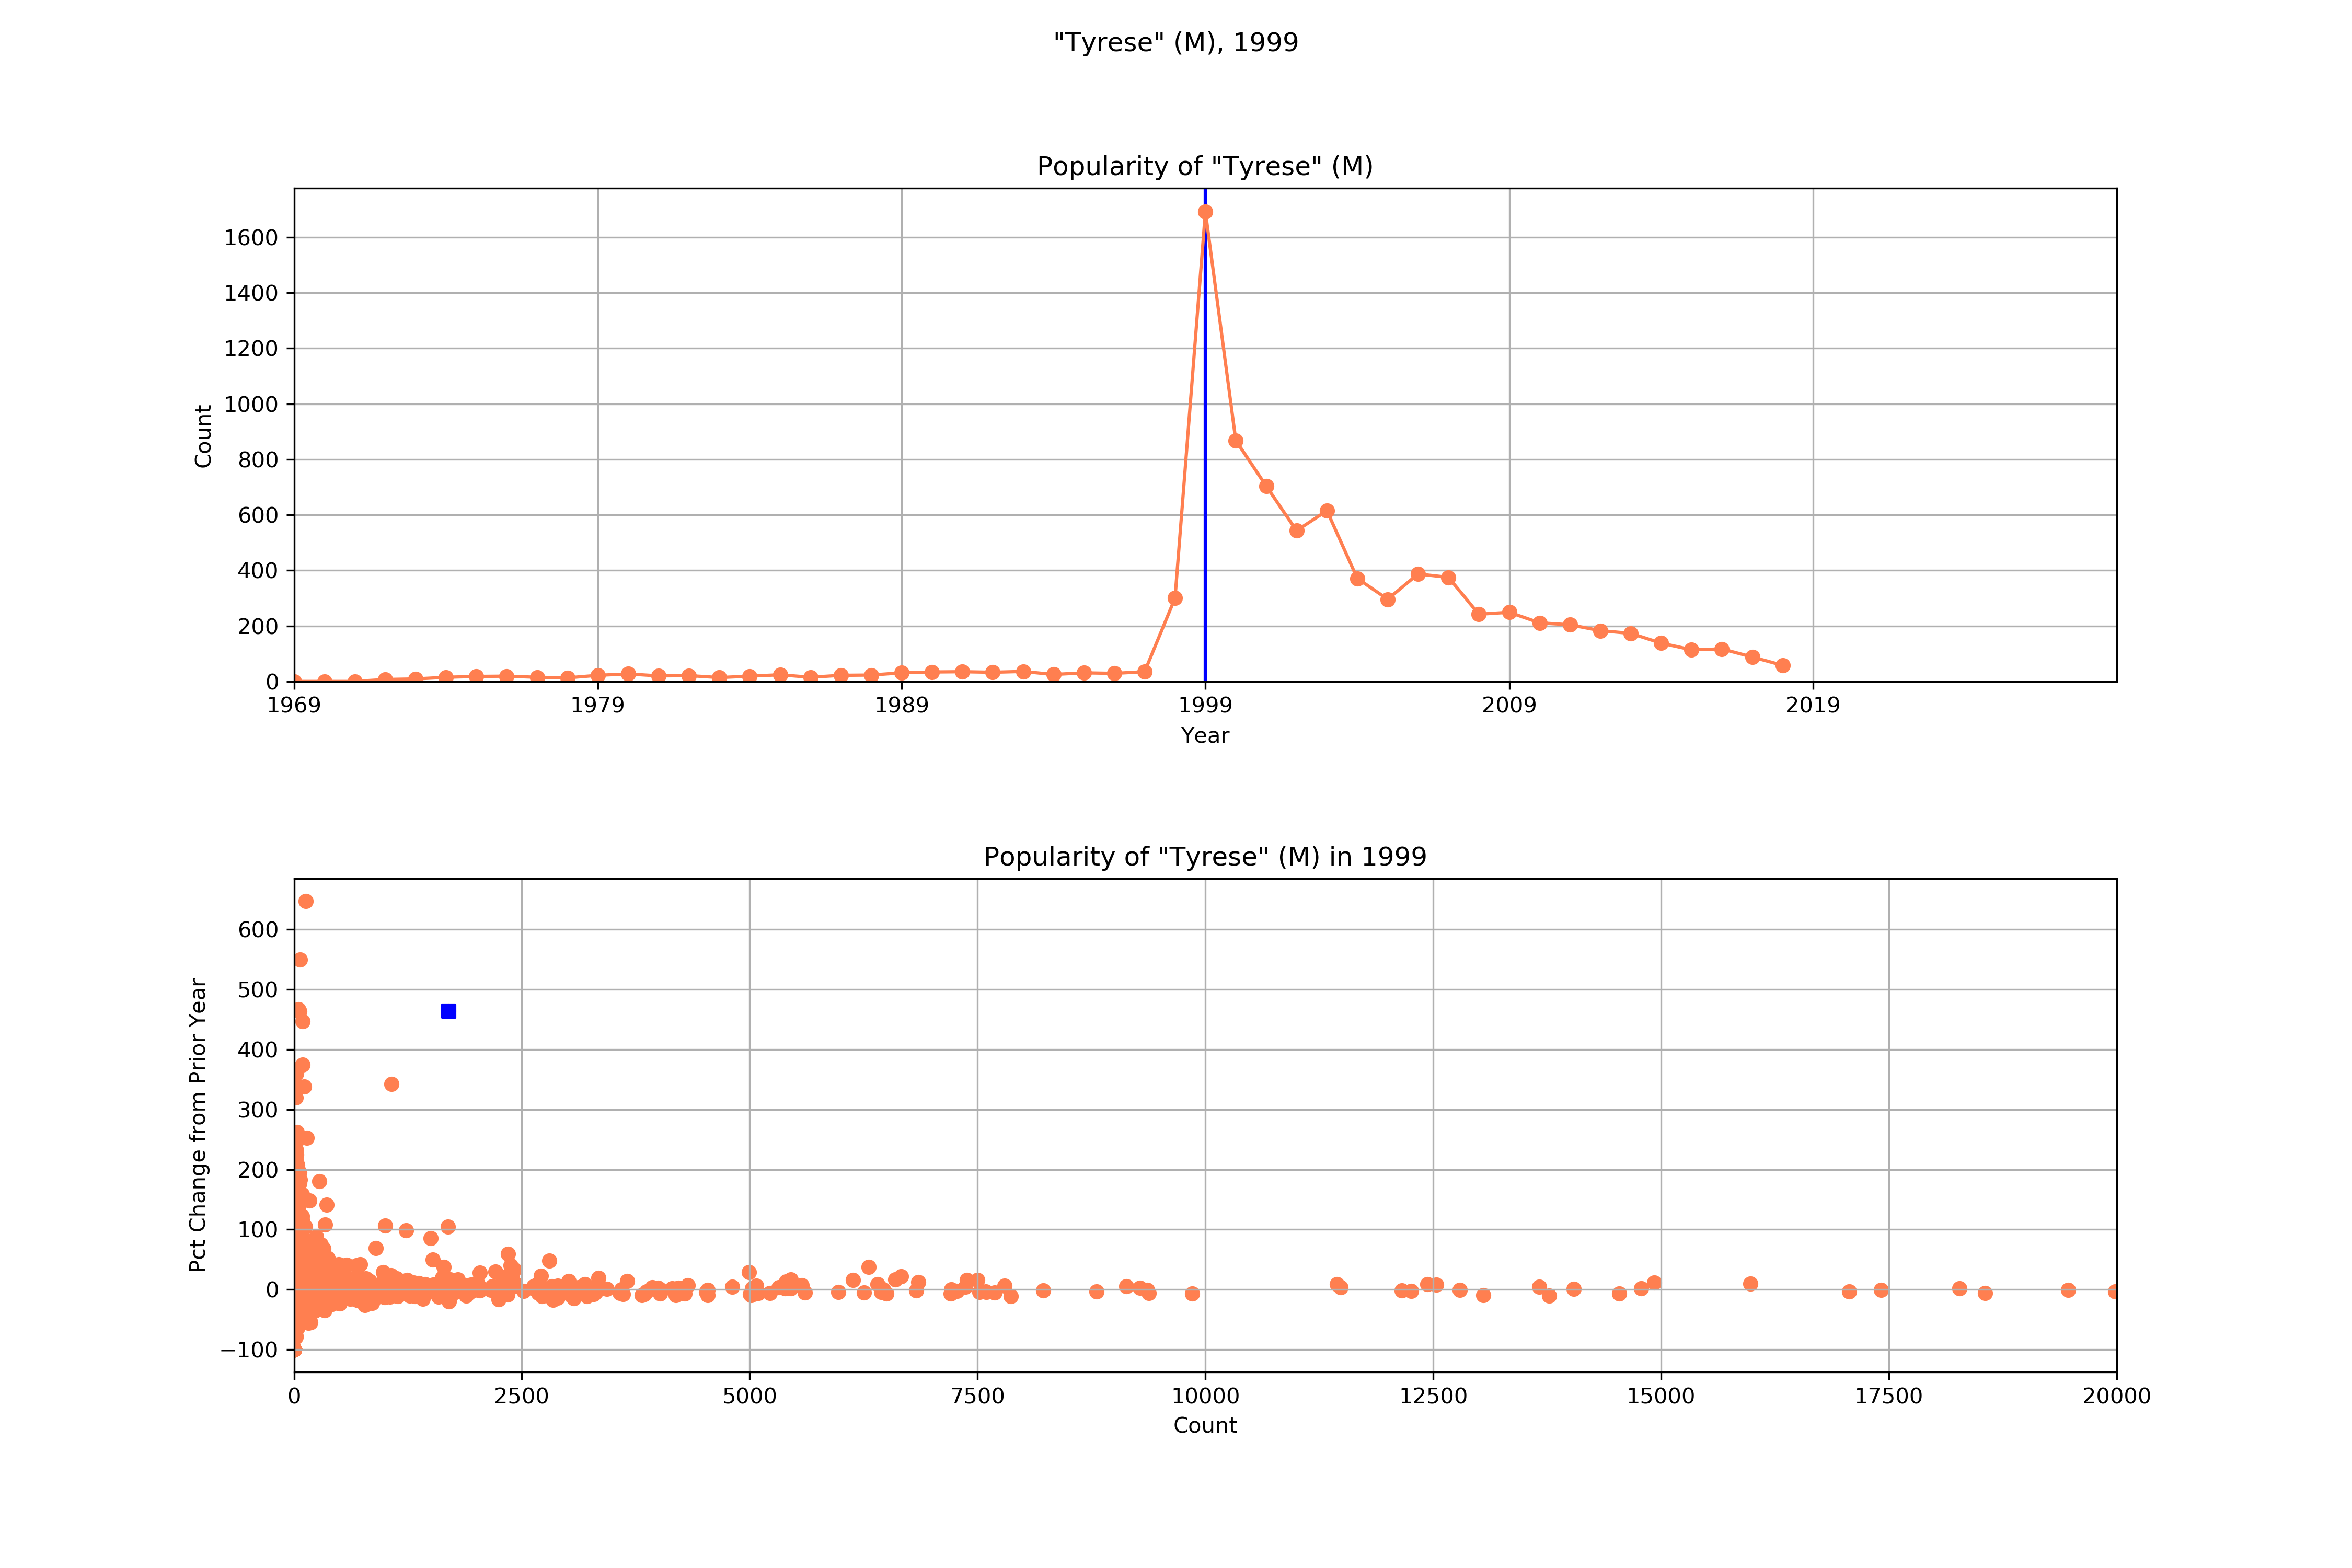 "Tyrese" (M), 1999
Popularity of "Tyrese" (M)
1600
1400
1200
1000
800
600
400
200
0
Count
1969 1979 1989 1999 2009 2019
Year
Popularity of "Tyrese" (M) in 1999
600
500
400
300
200
100
0
−100
Pct Change from Prior Year
0 2500 5000 7500 10000 12500 15000 17500 20000
Count